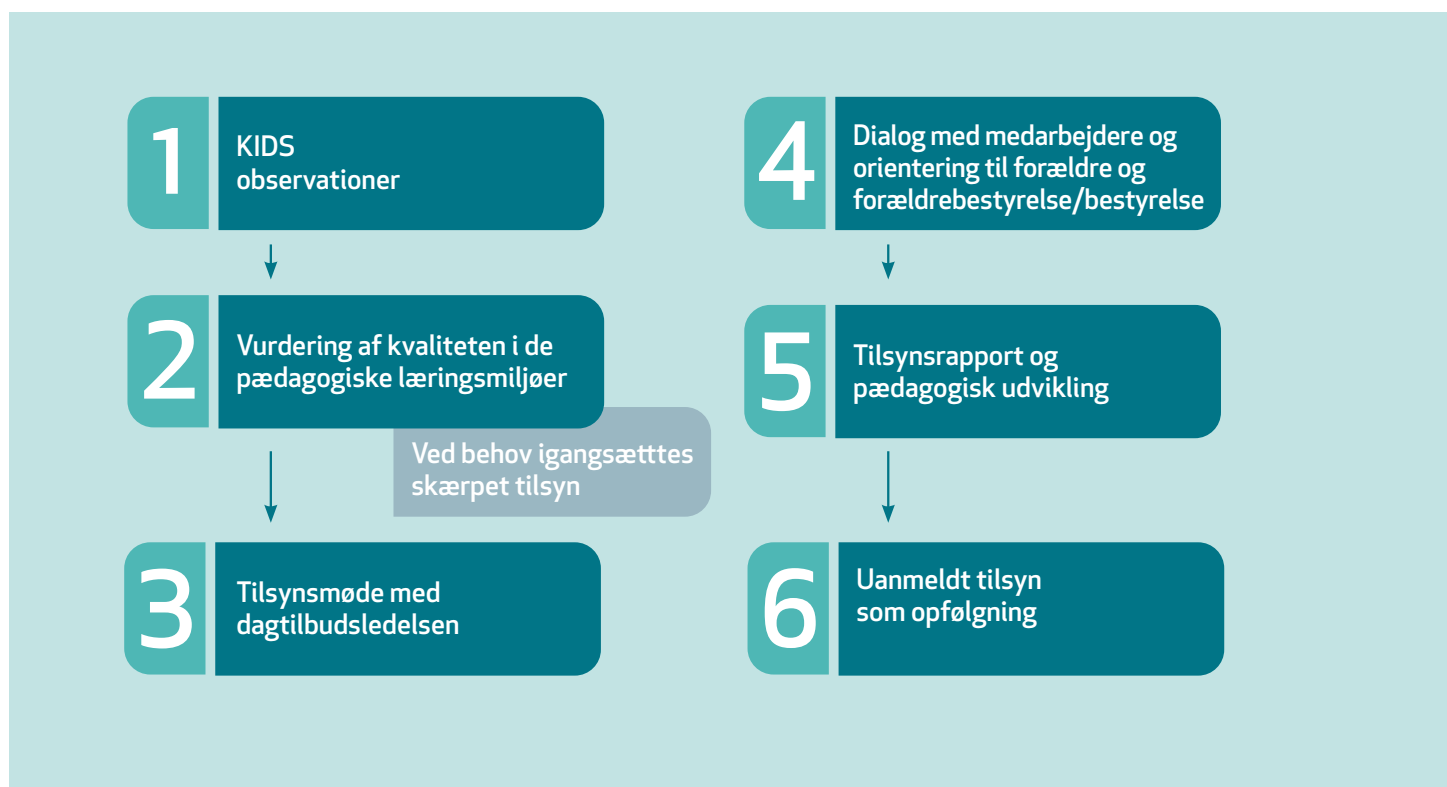 1
KIDS
observationer
2
Vurdering af kvaliteten i de
pædagogiske læringsmiljøer
Ved behov igangsætttes
skærpet tilsyn
3
Tilsynsmøde med
dagtilbudsledelsen
4
Dialog med medarbejdere og
orientering til forældre og
forældrebestyrelse/bestyrelse
5
Tilsynsrapport og
pædagogisk udvikling
6
Uanmeldt tilsyn
som opfølgning